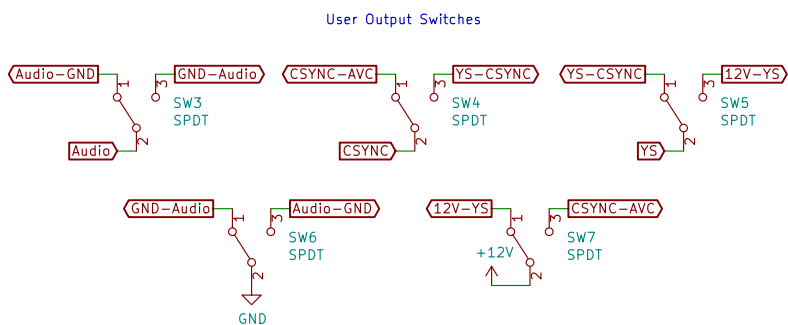 User Output Switches
Audio-GND
1
3
GND-Audio
SW3
SPDT
2
Audio
CSYNC-AVC
1
3
YS-CSYNC
SW4
SPDT
2
CSYNC
YS-CSYNC
1
3
12V-YS
SW5
SPDT
2
YS
GND-Audio
1
3
Audio-GND
SW6
SPDT
2
GND
12V-YS
1
3
CSYNC-AVC
SW7
SPDT
+12V
2